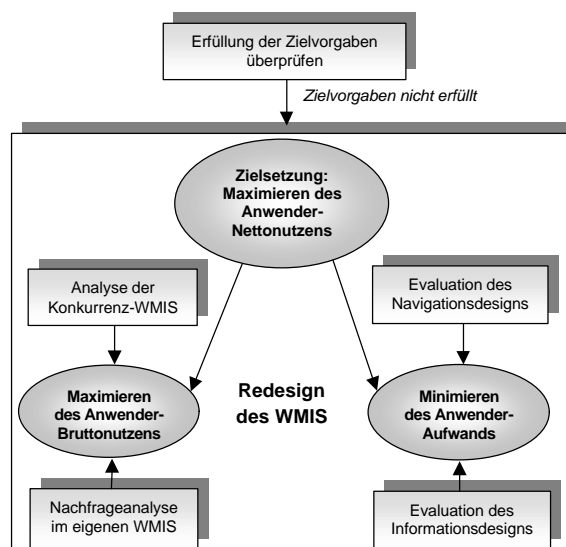 Erfüllung der Zielvorgaben
überprüfen
Zielvorgaben nicht erfüllt
Zielsetzung:
Maximieren des
Anwender-
Nettonutzens
Analyse der
Konkurrenz-WMIS
Evaluation des
Navigationsdesigns
Maximieren
des Anwender-
Bruttonutzens
Redesign
des WMIS
Minimieren
des Anwender-
Aufwands
Nachfrageanalyse
im eigenen WMIS
Evaluation des
Informationsdesigns